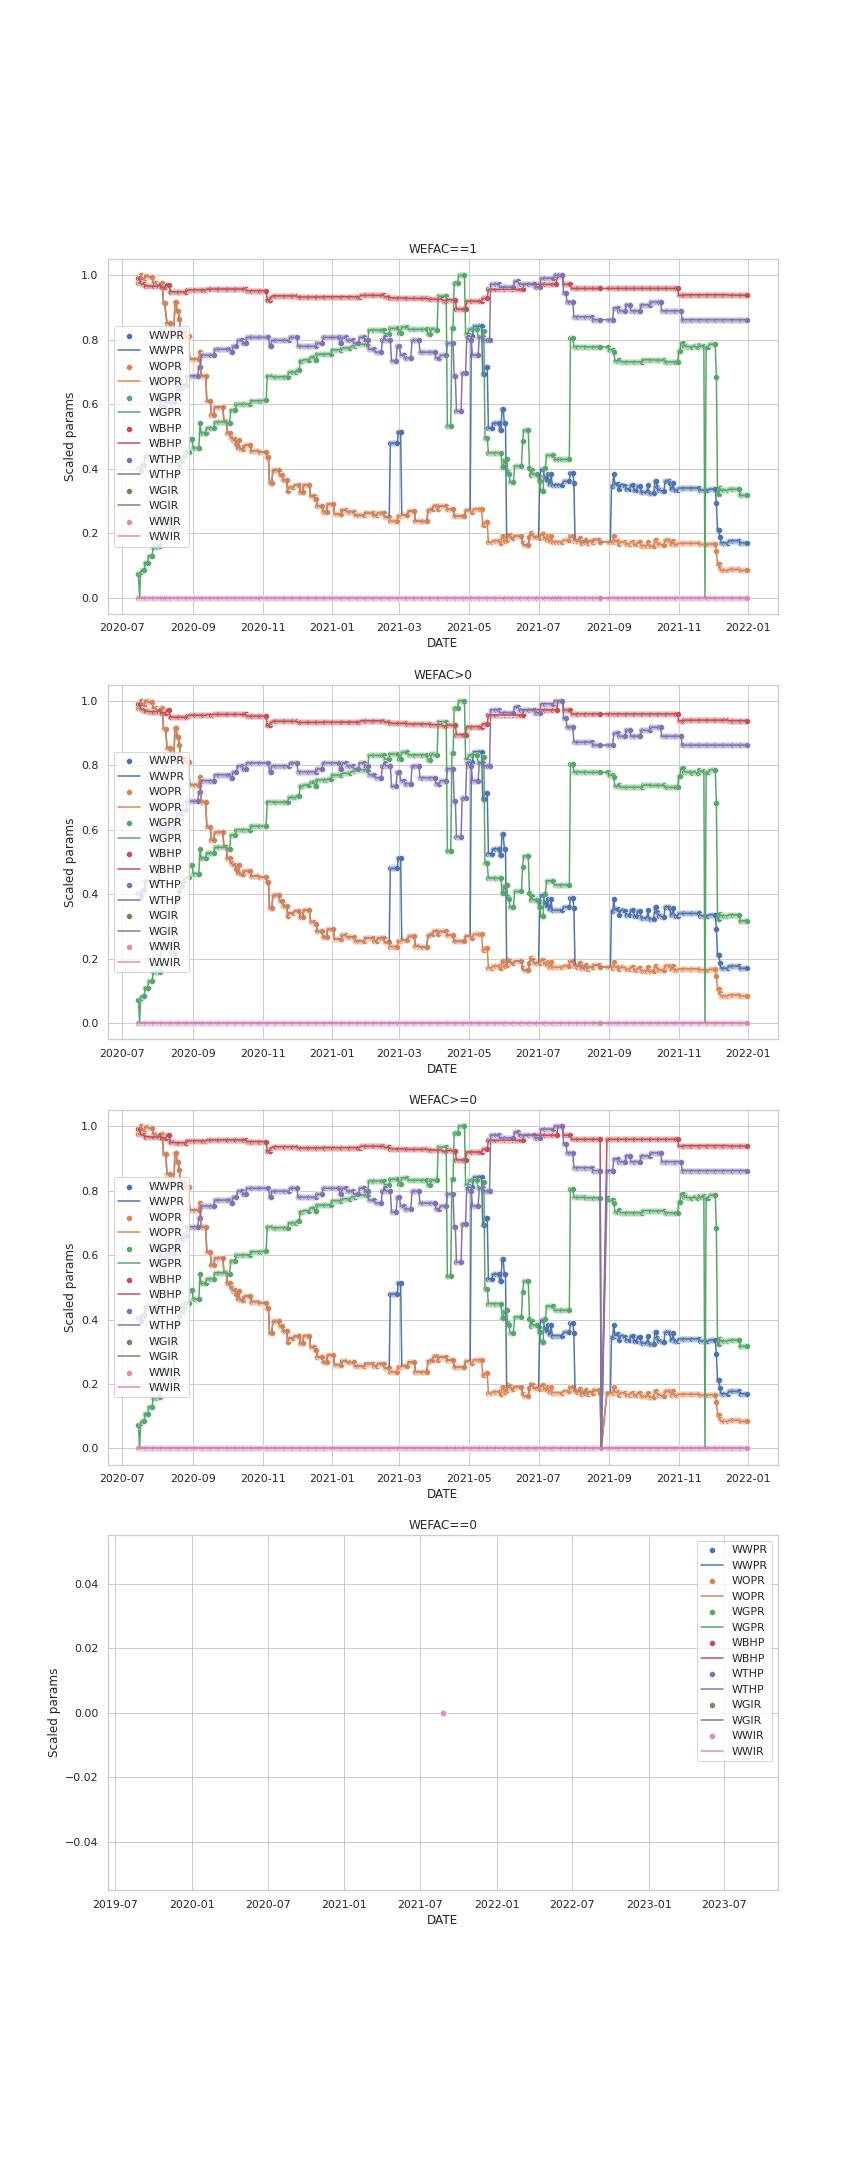 WEFAC==1
1.0
0.8
0.6
0.4
0.2
0.0
Scaled params
WWPR
WWPR
WOPR
WOPR
WGPR
WGPR
WBHP
WBHP
WTHP
WTHP
WGIR
WGIR
WWIR
WWIR
2020-07 2020-09 2020-11 2021-01 2021-03 2021-05 2021-07 2021-09 2021-11 2022-01
DATE
WEFAC>0
1.0
0.8
0.6
0.4
0.2
0.0
Scaled params
WWPR
WWPR
WOPR
WOPR
WGPR
WGPR
WBHP
WBHP
WTHP
WTHP
WGIR
WGIR
WWIR
WWIR
2020-07 2020-09 2020-11 2021-01 2021-03 2021-05 2021-07 2021-09 2021-11 2022-01
DATE
WEFAC>=0
1.0
0.8
0.6
0.4
0.2
0.0
Scaled params
WWPR
WWPR
WOPR
WOPR
WGPR
WGPR
WBHP
WBHP
WTHP
WTHP
WGIR
WGIR
WWIR
WWIR
2020-07 2020-09 2020-11 2021-01 2021-03 2021-05 2021-07 2021-09 2021-11 2022-01
DATE
WEFAC==0
0.04
0.02
0.00
−0.02
−0.04
Scaled params
WWPR
WWPR
WOPR
WOPR
WGPR
WGPR
WBHP
WBHP
WTHP
WTHP
WGIR
WGIR
WWIR
WWIR
2019-07 2020-01 2020-07 2021-01 2021-07 2022-01 2022-07 2023-01 2023-07
DATE